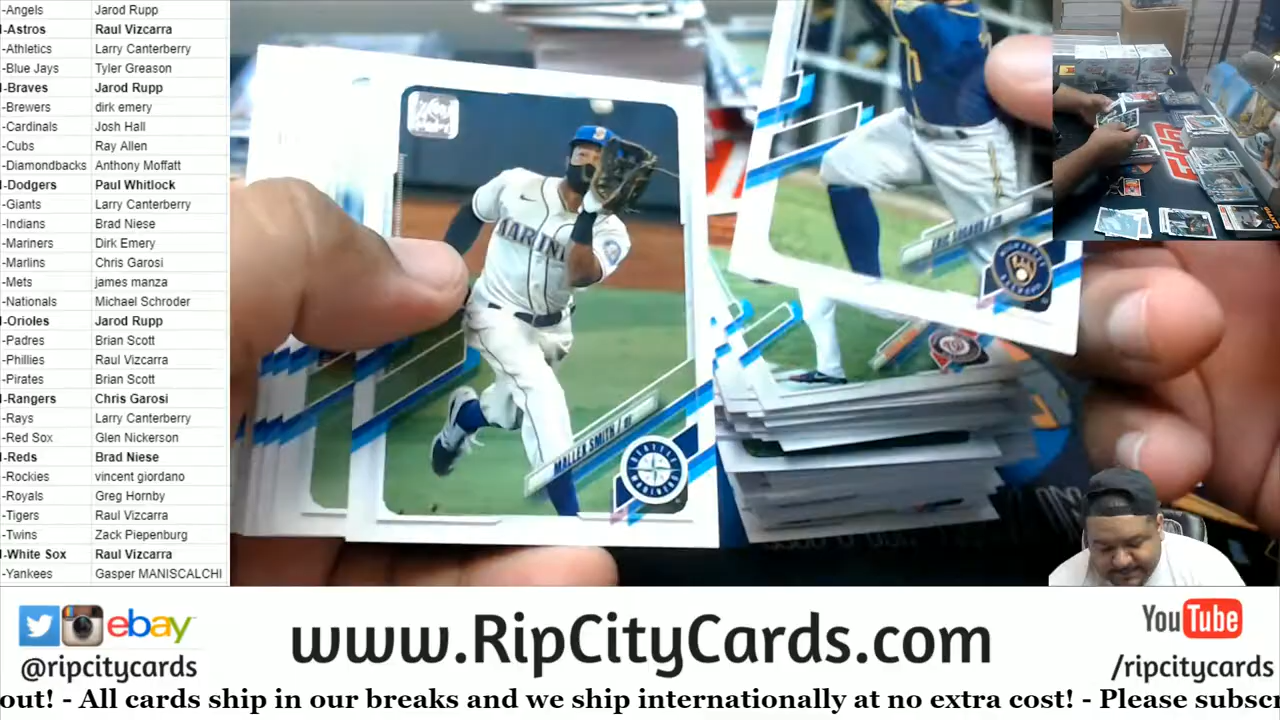 -Angels Jarod Rupp
-Astros Raul Vizcarra
-Athletics Larry Canterberry
-Blue Jays Tyler Greason
-Braves Jarod Rupp
-Brewers dirk emery
-Cardinals Josh Hall
-Cubs Ray Allen
-Diamondbacks Anthony Moffatt
-Dodgers Paul Whitlock
-Giants Larry Canterberry
-Indians Brad Niese
-Mariners Dirk Emery
-Marlins Chris Garosi
-Mets james manza
-Nationals Michael Schroder
-Orioles Jarod Rupp
-Padres Brian Scott
-Phillies Raul Vizcarra
-Pirates Brian Scott
-Rangers Chris Garosi
-Rays Larry Canterberry
-Red Sox Glen Nickerson
-Reds Brad Niese
-Rockies vincent giordano
-Royals Greg Hornby
-Tigers Raul Vizcarra
-Twins Zack Piepenburg
-White Sox Raul Vizcarra
-Yankees Gasper MANISCALCHI
MARINE
MALLEX SMITH / OF
SEATTLE
MARINERS
ebay
@ripcitycards
www.RipCityCards.com
YouTube
/ripcitycards
out! - All cards ship in our breaks and we ship internationally at no extra cost! - Please subscr